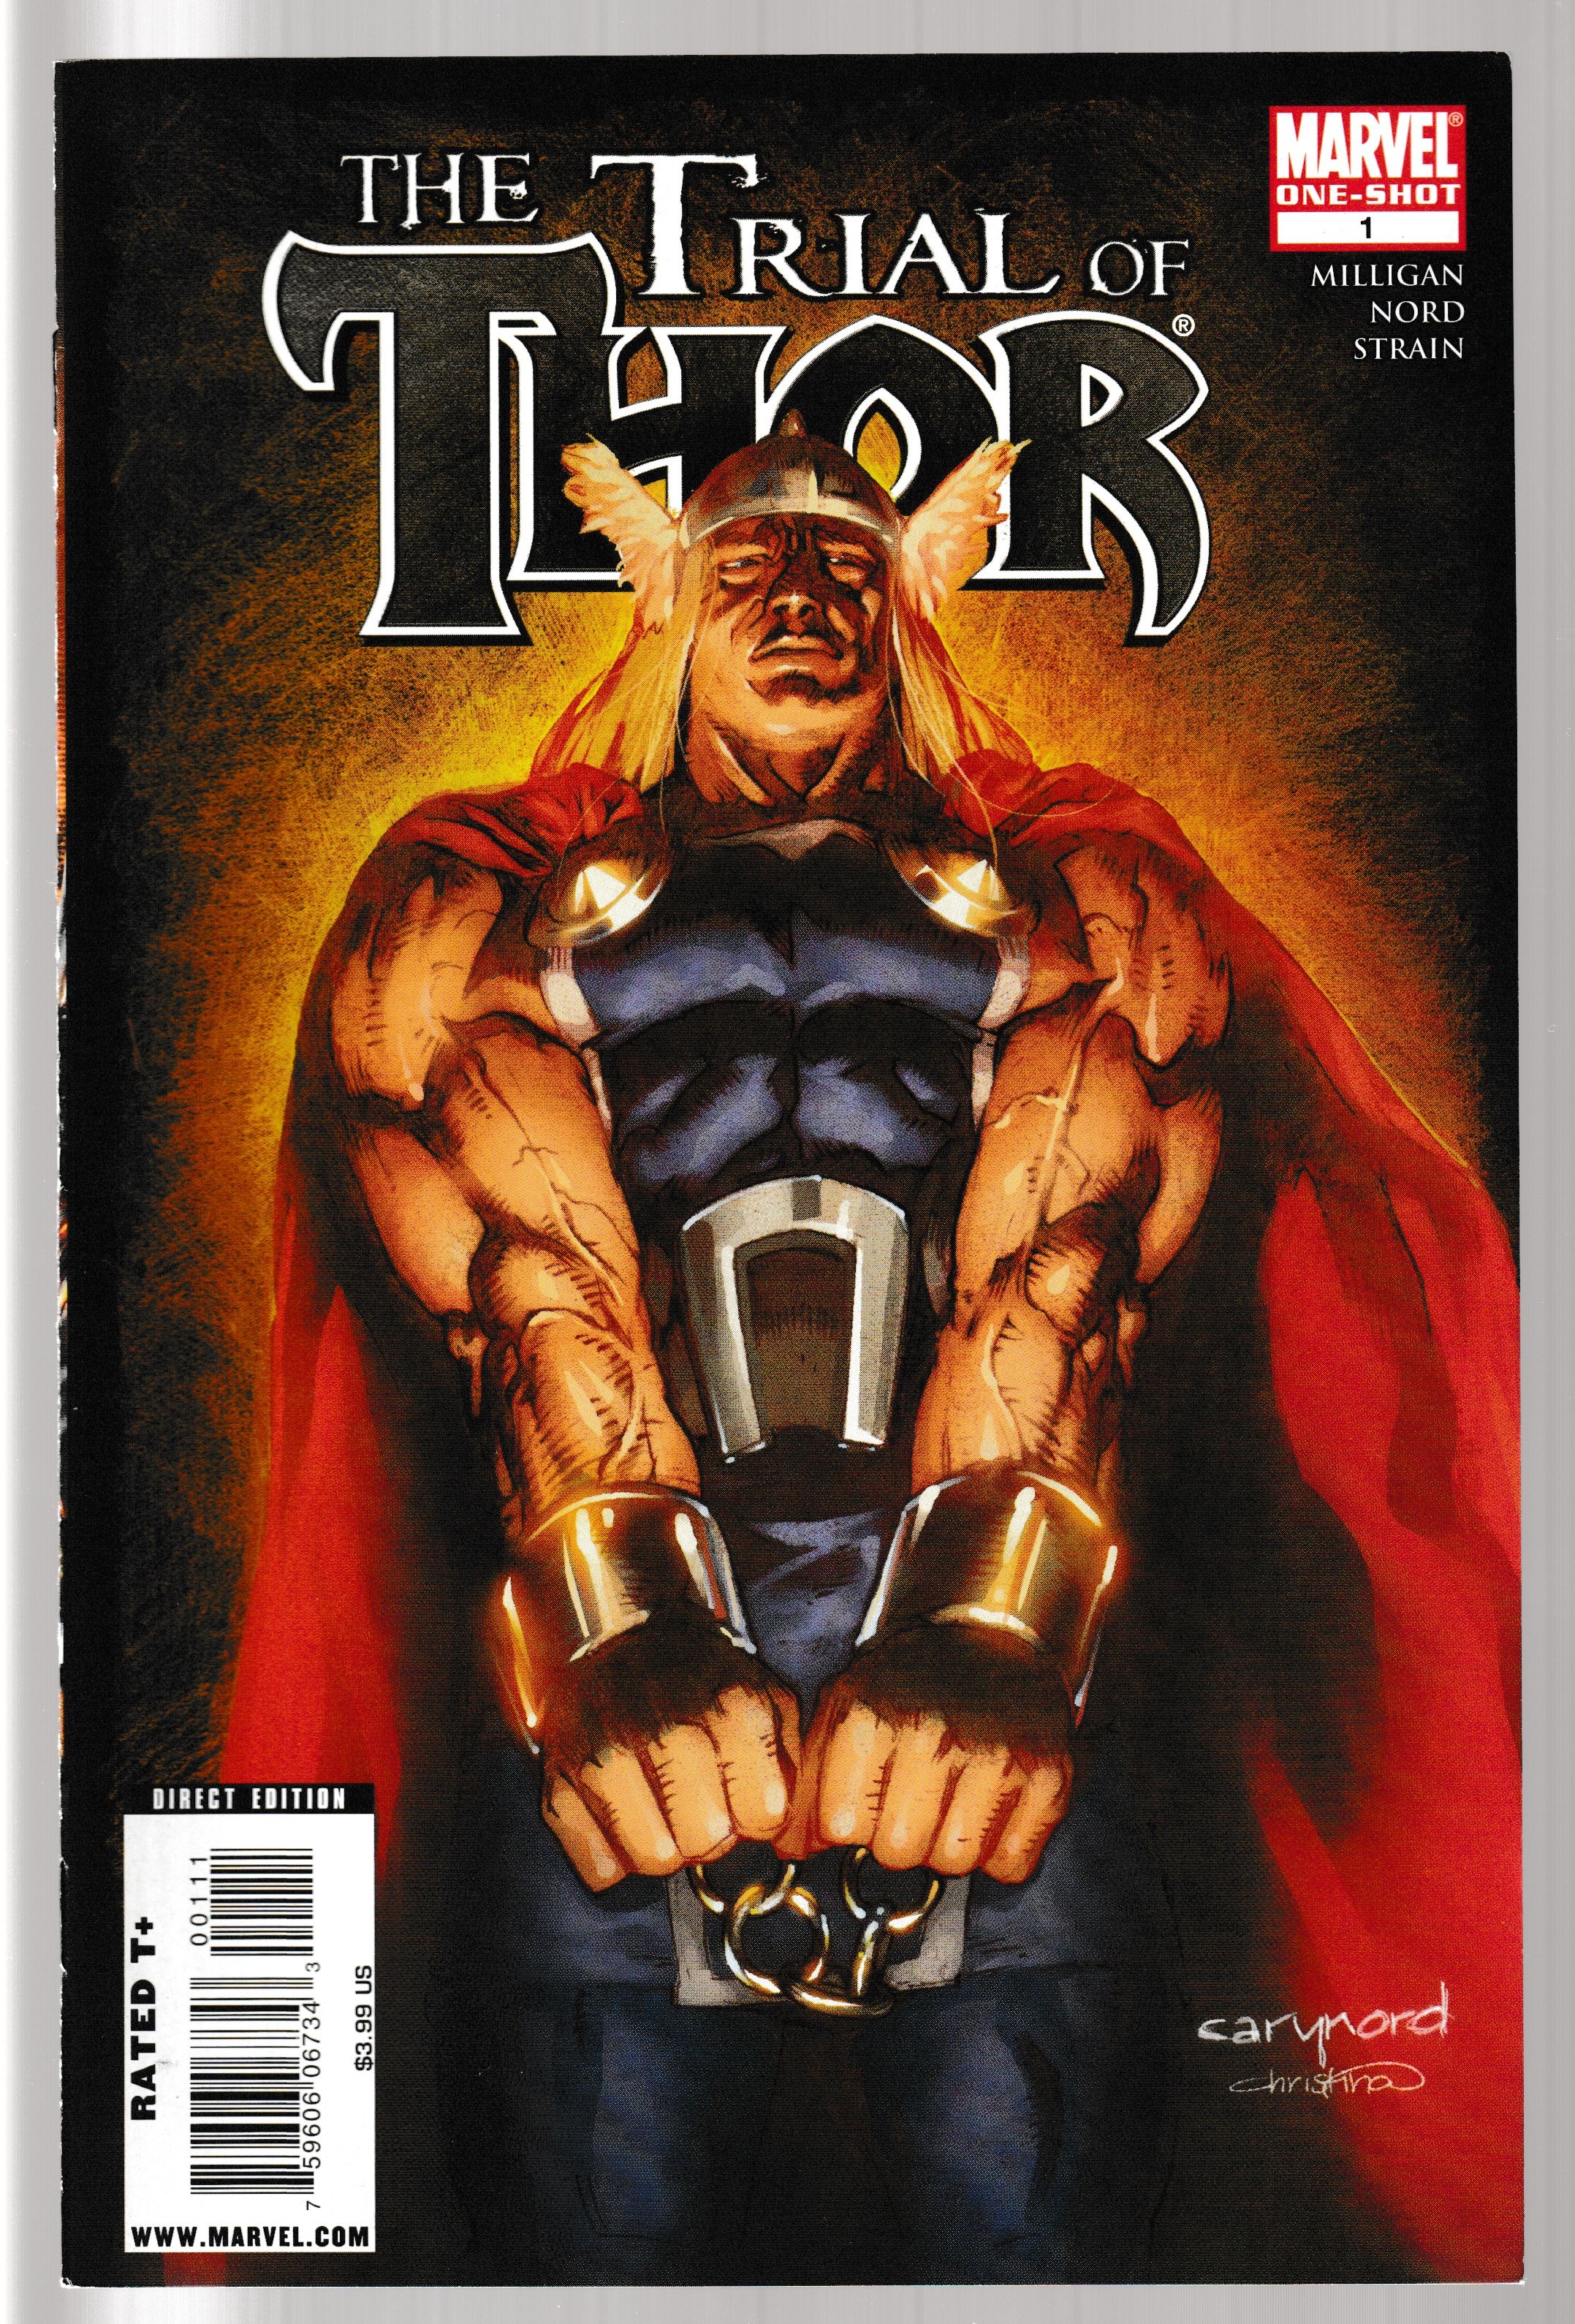 THE TRIAL OF
THOR®
MARVEL®
ONE-SHOT
1
MILLIGAN
NORD
STRAIN
DIRECT EDITION
RATED T+
00111
7 59606 06734 3
$3.99 US
WWW.MARVEL.COM
carynord
christina